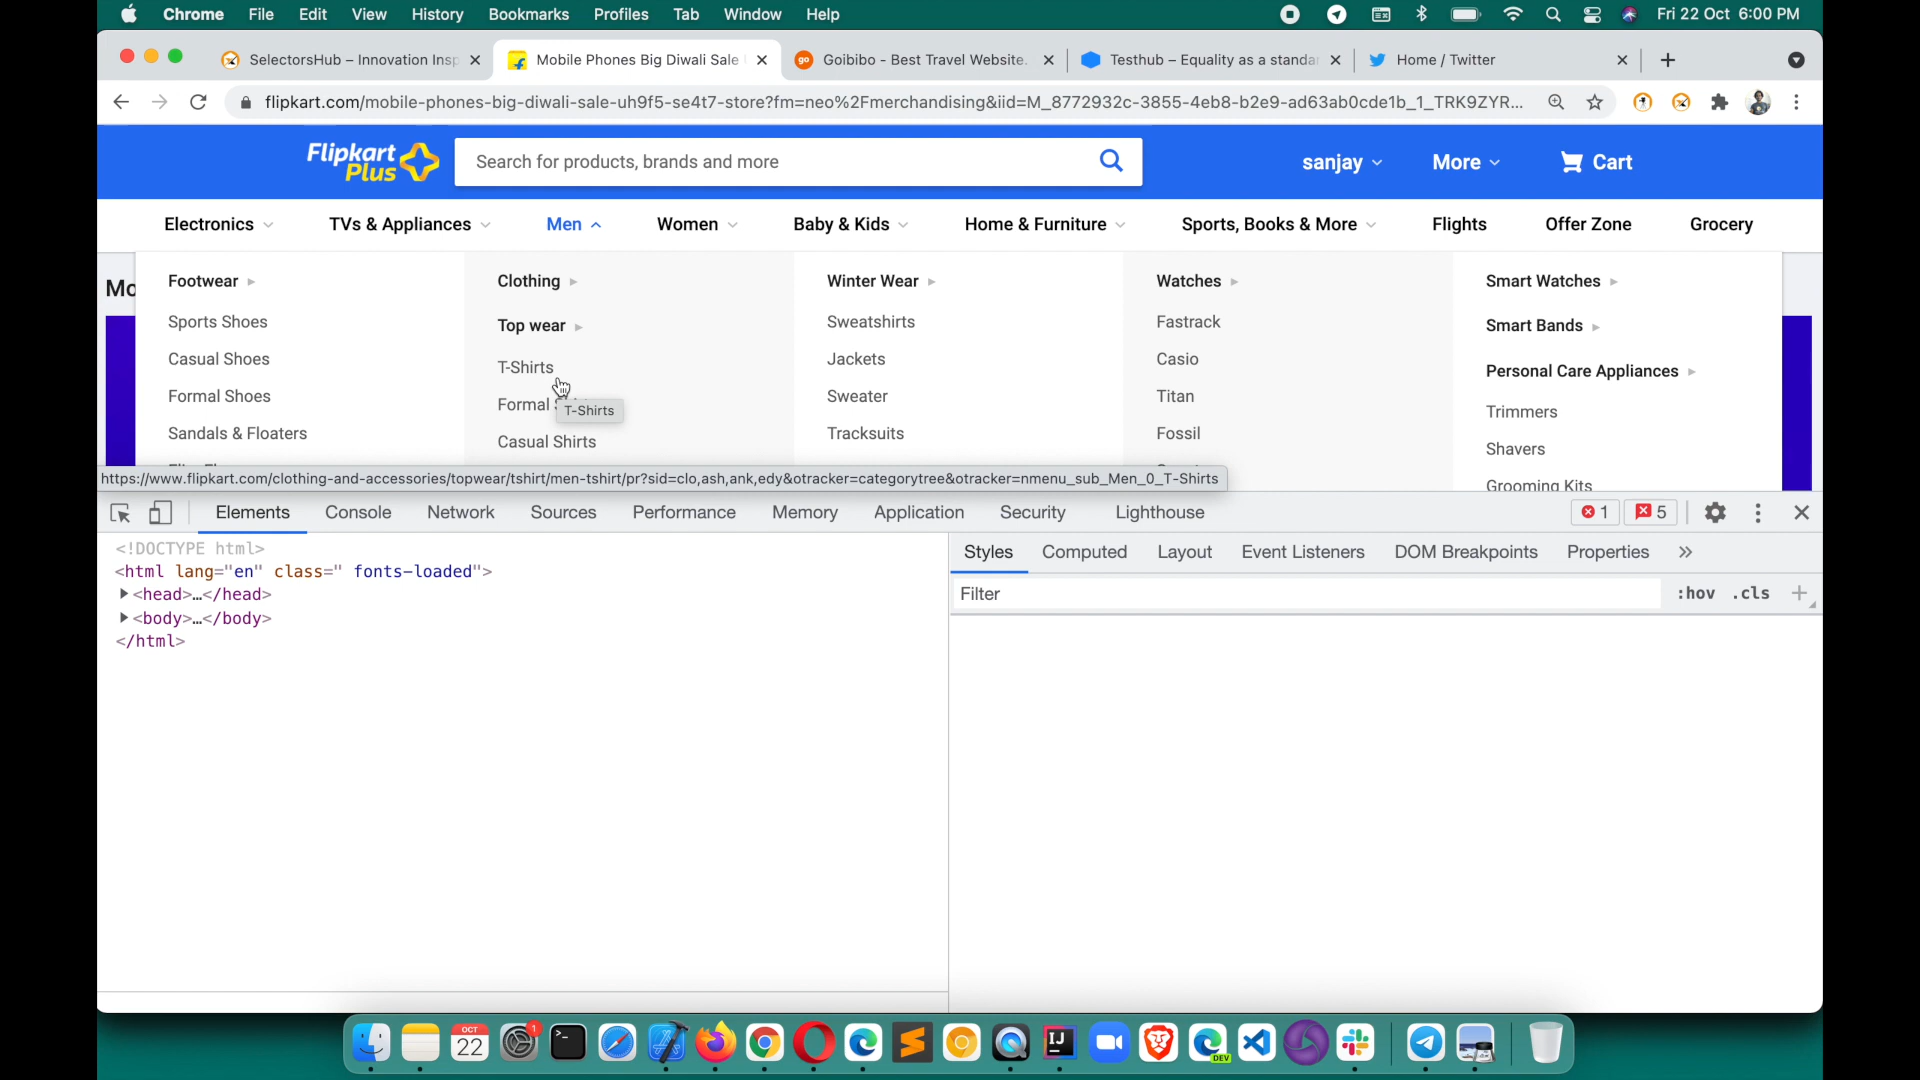 Chrome File Edit View History Bookmarks Profiles Tab Window Help Fri 22 Oct 6:00 PM
SelectorsHub – Innovation Insp Mobile Phones Big Diwali Sale Goibibo - Best Travel Website. Testhub – Equality as a standar Home / Twitter
flipkart.com/mobile-phones-big-diwali-sale-uh9f5-se4t7-store?fm=neo%2Fmerchandising&iid=M_8772932c-3855-4eb8-b2e9-ad63ab0cde1b_1_TRK9ZYR...
Flipkart
Plus
Search for products, brands and more
sanjay More Cart
Electronics TVs & Appliances Men Women Baby & Kids Home & Furniture Sports, Books & More Flights Offer Zone Grocery
Mo
Footwear
Sports Shoes
Casual Shoes
Formal Shoes
Sandals & Floaters
Clothing
Top wear
T-Shirts
Formal
T-Shirts
Casual Shirts
Winter Wear
Sweatshirts
Jackets
Sweater
Tracksuits
Watches
Fastrack
Casio
Titan
Fossil
Smart Watches
Smart Bands
Personal Care Appliances
Trimmers
Shavers
Grooming Kits
https://www.flipkart.com/clothing-and-accessories/topwear/tshirt/men-tshirt/pr?sid=clo,ash,ank,edy&otracker=categorytree&otracker=nmenu_sub_Men_0_T-Shirts
Elements Console Network Sources Performance Memory Application Security Lighthouse 1 5
<!DOCTYPE html>
<html lang="en" class=" fonts-loaded">
<head>…</head>
<body>…</body>
</html>
Styles Computed Layout Event Listeners DOM Breakpoints Properties »
Filter :hov .cls +
OCT
22
1
IJ
DEV